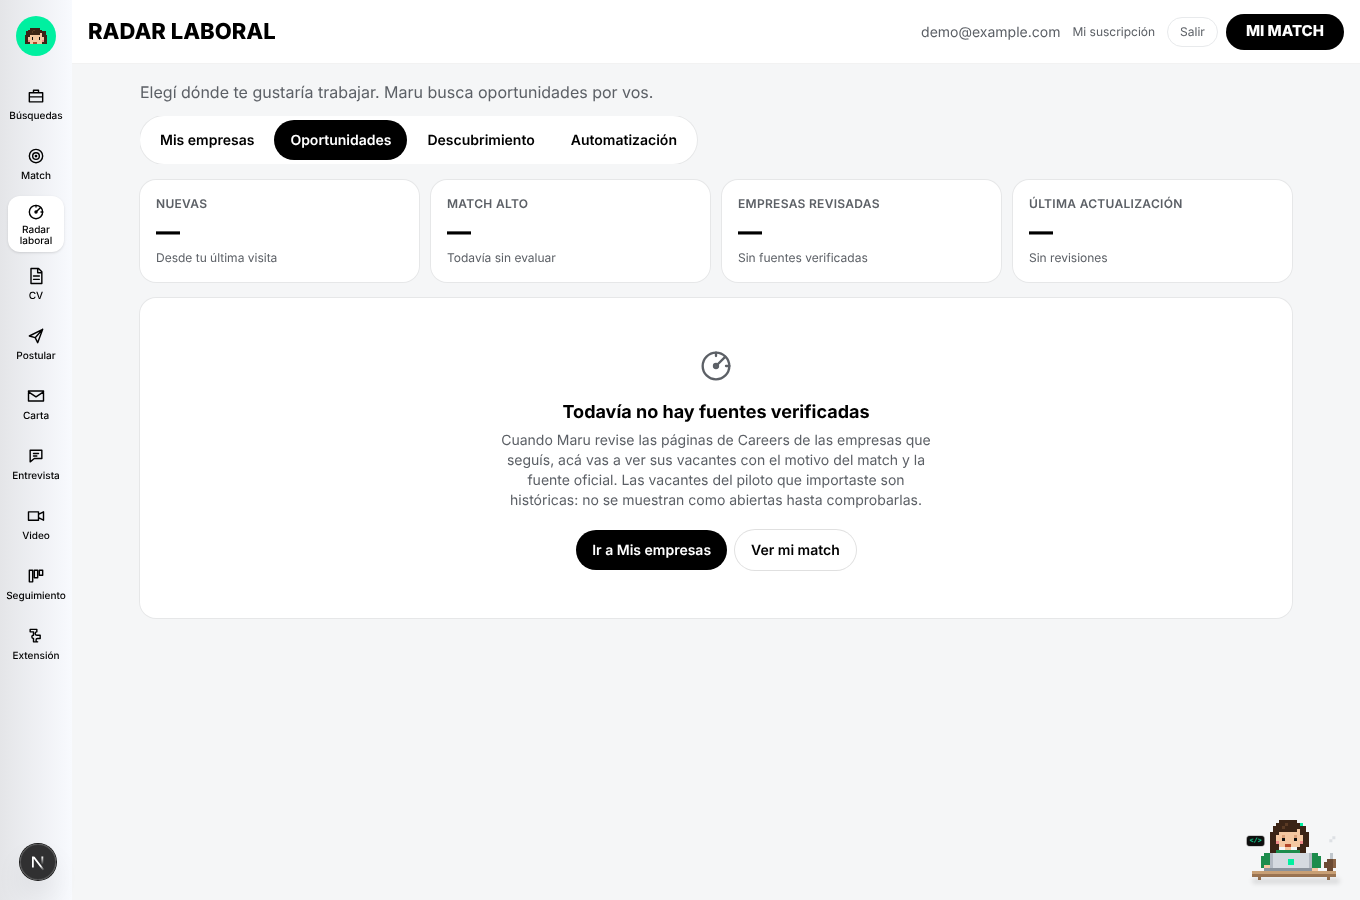 RADAR LABORAL
demo@example.com
Mi suscripción
Salir
MI MATCH
Búsquedas
Match
Radar
laboral
CV
Postular
Carta
Entrevista
Video
Seguimiento
Extensión
N
Elegí dónde te gustaría trabajar. Maru busca oportunidades por vos.
Mis empresas
Oportunidades
Descubrimiento
Automatización
NUEVAS
—
Desde tu última visita
MATCH ALTO
—
Todavía sin evaluar
EMPRESAS REVISADAS
—
Sin fuentes verificadas
ÚLTIMA ACTUALIZACIÓN
—
Sin revisiones
Todavía no hay fuentes verificadas
Cuando Maru revise las páginas de Careers de las empresas que
seguís, acá vas a ver sus vacantes con el motivo del match y la
fuente oficial. Las vacantes del piloto que importaste son
históricas: no se muestran como abiertas hasta comprobarlas.
Ir a Mis empresas
Ver mi match
</>